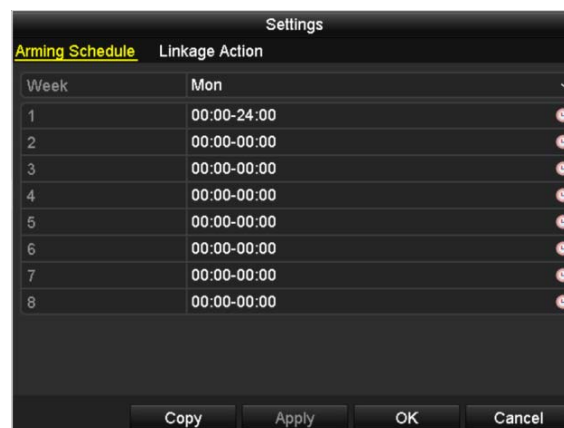 Settings
Arming Schedule Linkage Action
Week Mon
1 00:00-24:00
2 00:00-00:00
3 00:00-00:00
4 00:00-00:00
5 00:00-00:00
6 00:00-00:00
7 00:00-00:00
8 00:00-00:00
Copy Apply OK Cancel